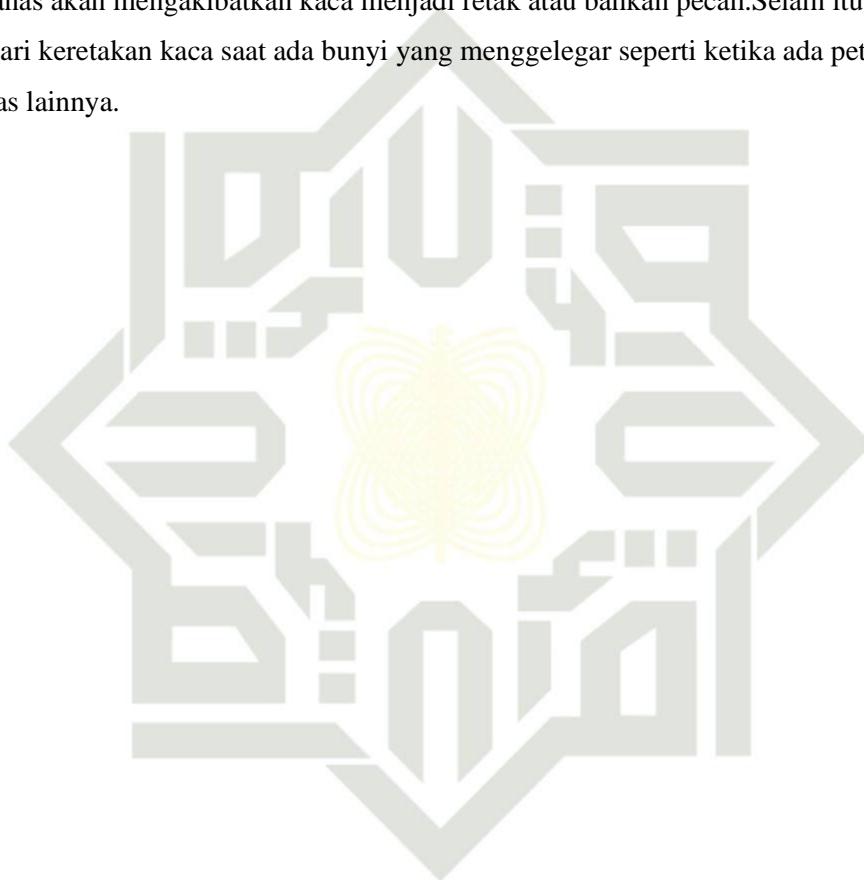 akan mengakibatkan kaca menjadi retak atau bahkan pecah.Selain itu
ari keretakan kaca saat ada bunyi yang menggelegar seperti ketika ada pet
as lainnya.